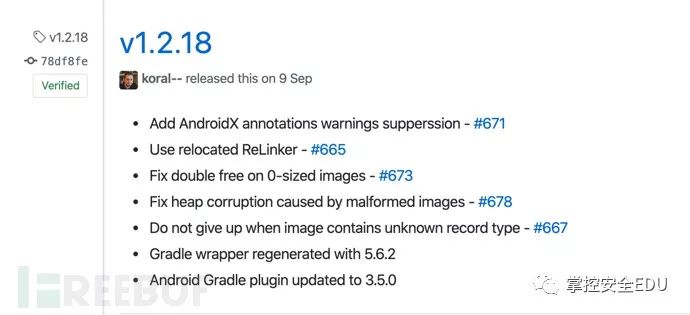 v1.2.18
78df8fe
Verified
v1.2.18
koral-- released this on 9 Sep
• Add AndroidX annotations warnings supperssion - #671
• Use relocated ReLinker - #665
• Fix double free on 0-sized images - #673
• Fix heap corruption caused by malformed images - #678
• Do not give up when image contains unknown record type - #667
• Gradle wrapper regenerated with 5.6.2
• Android Gradle plugin updated to 3.5.0
FREEBUF
掌控安全EDU